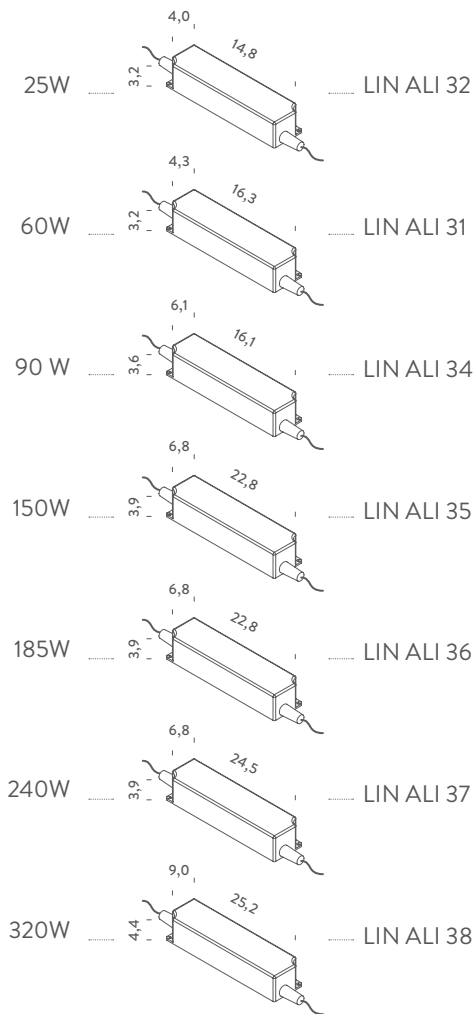 4,0
14,8
3,2
25W
LIN ALI 32
4,3
16,3
3,2
60W
LIN ALI 31
6,1
16,1
3,6
90 W
LIN ALI 34
6,8
22,8
3,9
150W
LIN ALI 35
6,8
22,8
3,9
185W
LIN ALI 36
6,8
24,5
3,9
240W
LIN ALI 37
9,0
25,2
4,4
320W
LIN ALI 38